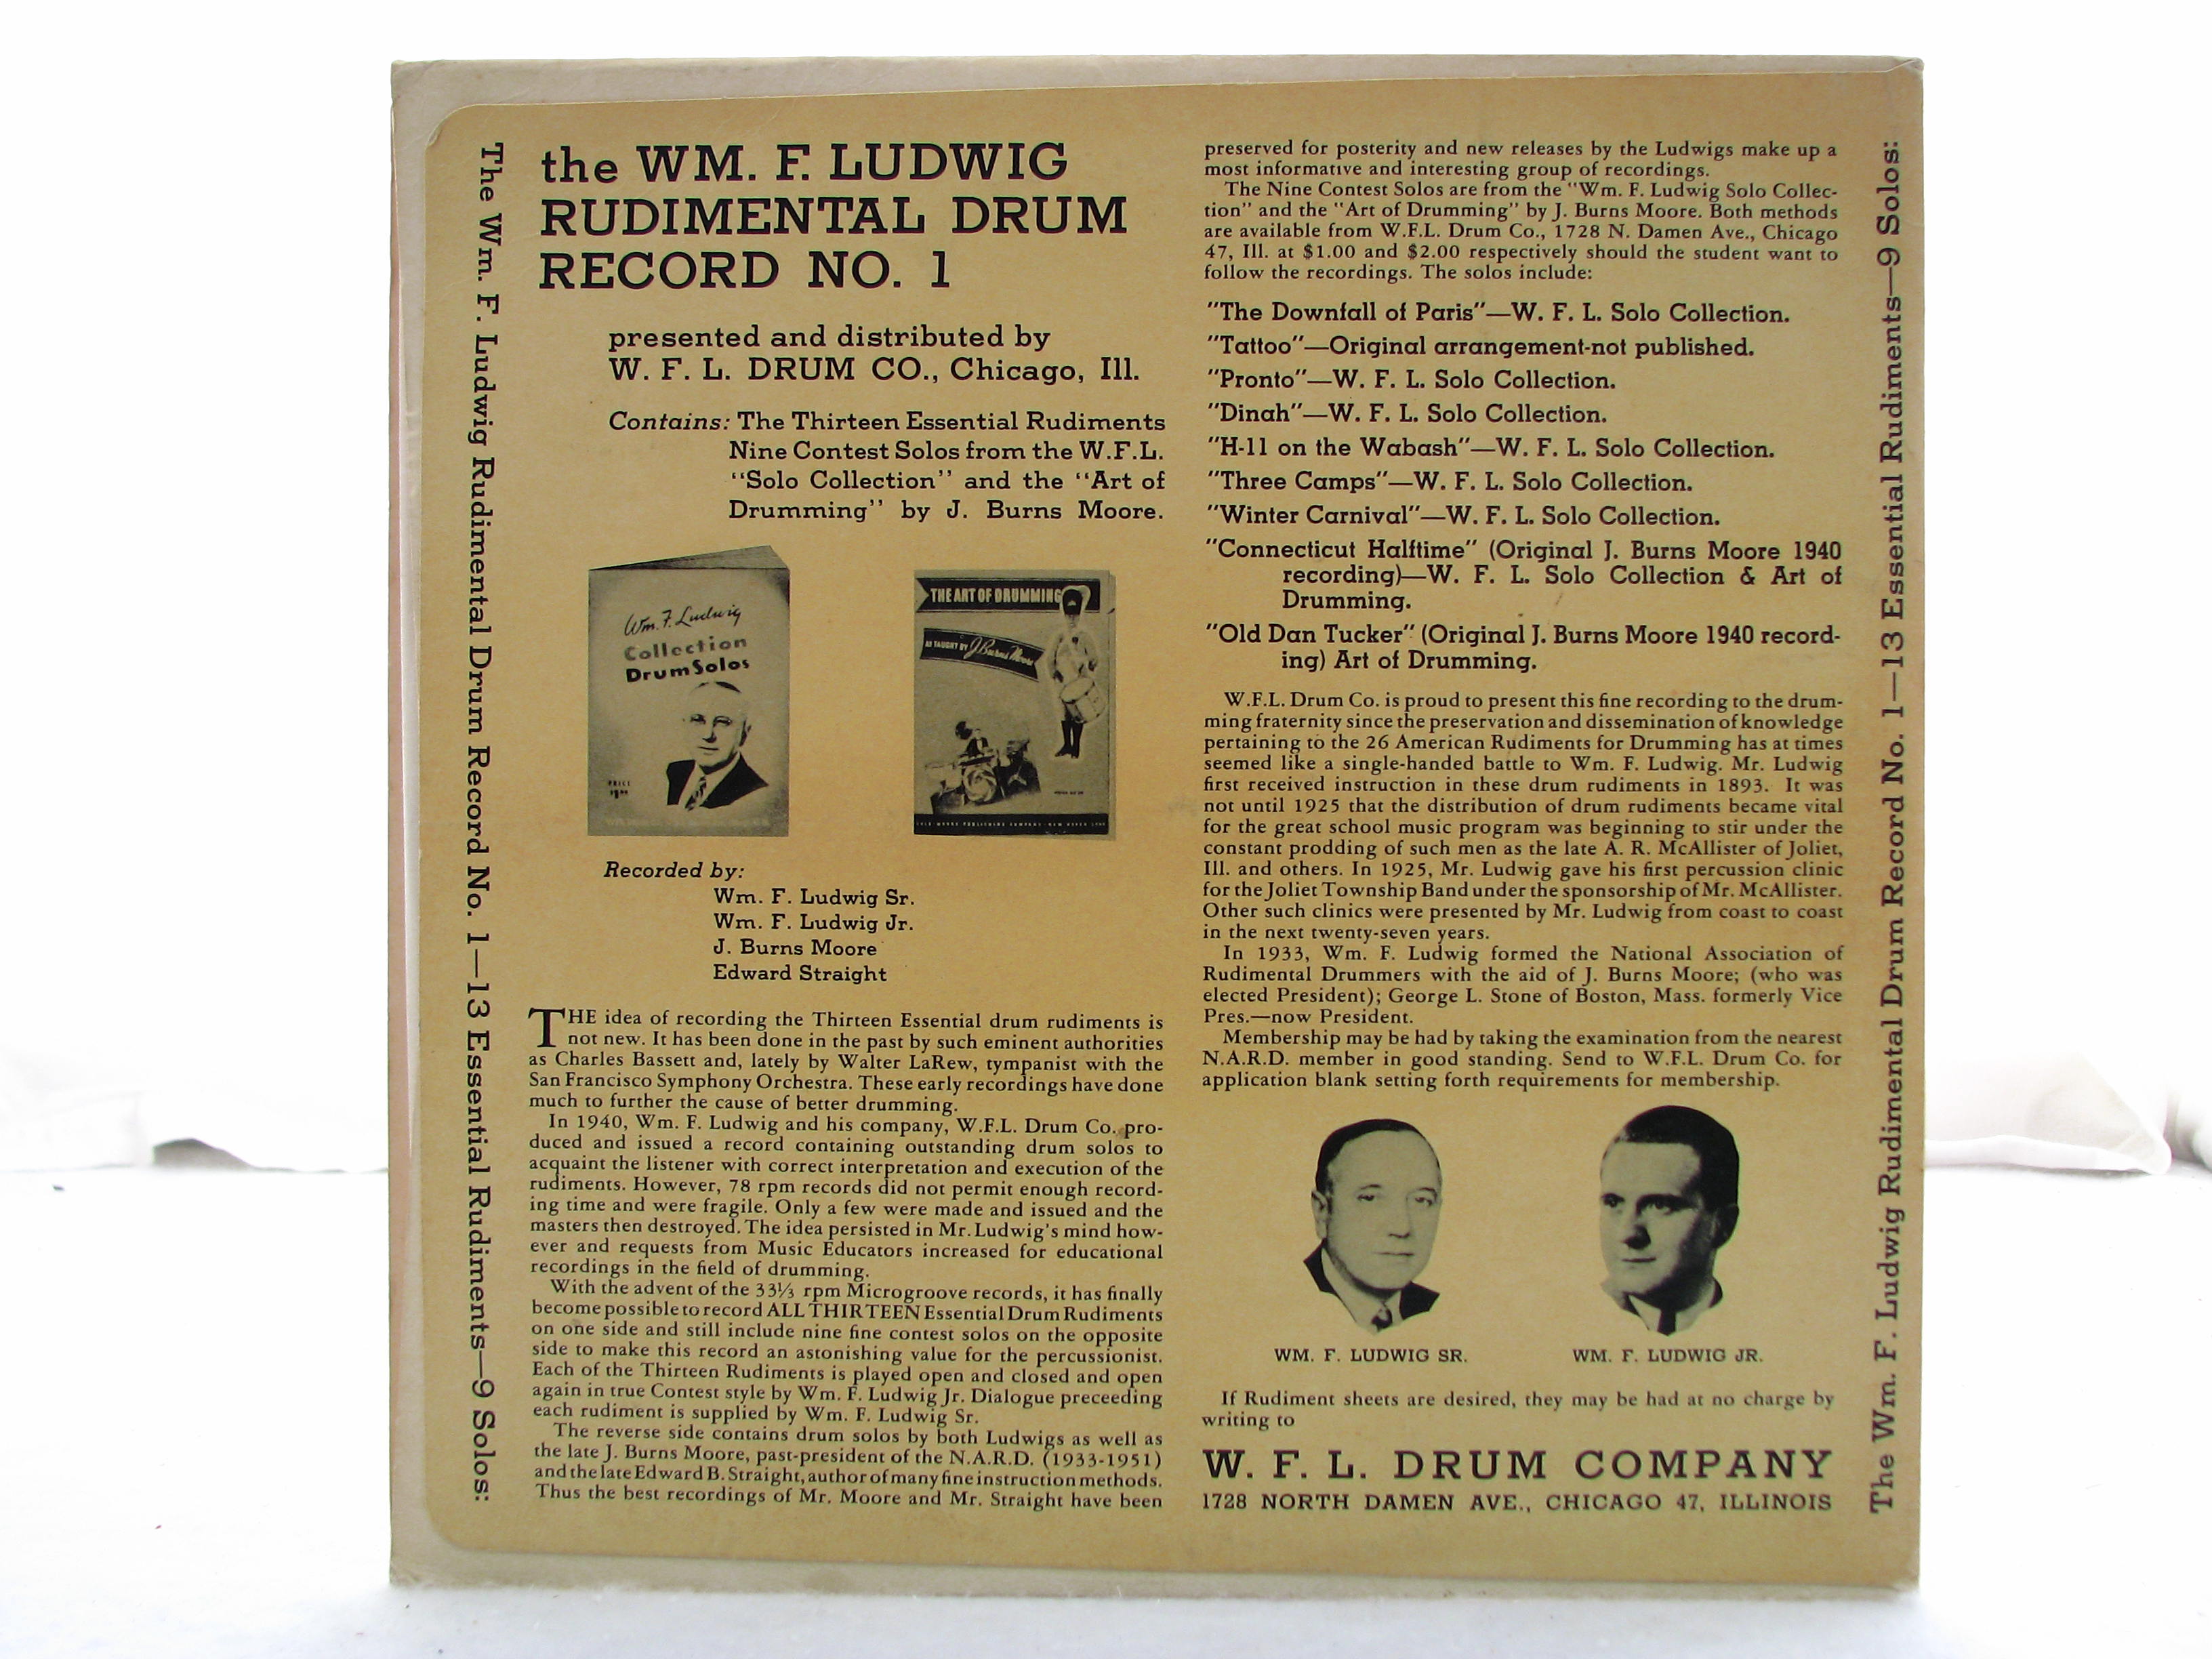 The Wm. F. Ludwig Rudimental Drum Record No. 1—13 Essential Rudiments—9 Solos:
the WM. F. LUDWIG
RUDIMENTAL DRUM
RECORD NO. 1
presented and distributed by
W. F. L. DRUM CO., Chicago, Ill.
Contains: The Thirteen Essential Rudiments
Nine Contest Solos from the W.F.L.
"Solo Collection" and the "Art of
Drumming" by J. Burns Moore.
Wm. F. Ludwig
Collection
Drum Solos
PRICE
THE ART OF DRUMMING
AS TAUGHT BY J. Burns Moore
Recorded by:
Wm. F. Ludwig Sr.
Wm. F. Ludwig Jr.
J. Burns Moore
Edward Straight
THE idea of recording the Thirteen Essential drum rudiments is
not new. It has been done in the past by such eminent authorities
as Charles Bassett and, lately by Walter LaRew, tympanist with the
San Francisco Symphony Orchestra. These early recordings have done
much to further the cause of better drumming.
In 1940, Wm. F. Ludwig and his company, W.F.L. Drum Co. pro-
duced and issued a record containing outstanding drum solos to
acquaint the listener with correct interpretation and execution of the
rudiments. However, 78 rpm records did not permit enough record-
ing time and were fragile. Only a few were made and issued and the
masters then destroyed. The idea persisted in Mr. Ludwig's mind how-
ever and requests from Music Educators increased for educational
recordings in the field of drumming.
With the advent of the 33⅓ rpm Microgroove records, it has finally
become possible to record ALL THIRTEEN Essential Drum Rudiments
on one side and still include nine fine contest solos on the opposite
side to make this record an astonishing value for the percussionist.
Each of the Thirteen Rudiments is played open and closed and open
again in true Contest style by Wm. F. Ludwig Jr. Dialogue preceeding
each rudiment is supplied by Wm. F. Ludwig Sr.
The reverse side contains drum solos by both Ludwigs as well as
the late J. Burns Moore, past-president of the N.A.R.D. (1933-1951)
and the late Edward B. Straight, author of many fine instruction methods.
Thus the best recordings of Mr. Moore and Mr. Straight have been
preserved for posterity and new releases by the Ludwigs make up a
most informative and interesting group of recordings.
The Nine Contest Solos are from the "Wm. F. Ludwig Solo Collec-
tion" and the "Art of Drumming" by J. Burns Moore. Both methods
are available from W.F.L. Drum Co., 1728 N. Damen Ave., Chicago
47, Ill. at $1.00 and $2.00 respectively should the student want to
follow the recordings. The solos include:
"The Downfall of Paris"—W. F. L. Solo Collection.
"Tattoo"—Original arrangement-not published.
"Pronto"—W. F. L. Solo Collection.
"Dinah"—W. F. L. Solo Collection.
"H-11 on the Wabash"—W. F. L. Solo Collection.
"Three Camps"—W. F. L. Solo Collection.
"Winter Carnival"—W. F. L. Solo Collection.
"Connecticut Halftime" (Original J. Burns Moore 1940
recording)—W. F. L. Solo Collection & Art of
Drumming.
"Old Dan Tucker" (Original J. Burns Moore 1940 record-
ing) Art of Drumming.
W.F.L. Drum Co. is proud to present this fine recording to the drum-
ming fraternity since the preservation and dissemination of knowledge
pertaining to the 26 American Rudiments for Drumming has at times
seemed like a single-handed battle to Wm. F. Ludwig. Mr. Ludwig
first received instruction in these drum rudiments in 1893. It was
not until 1925 that the distribution of drum rudiments became vital
for the great school music program was beginning to stir under the
constant prodding of such men as the late A. R. McAllister of Joliet,
Ill. and others. In 1925, Mr. Ludwig gave his first percussion clinic
for the Joliet Township Band under the sponsorship of Mr. McAllister.
Other such clinics were presented by Mr. Ludwig from coast to coast
in the next twenty-seven years.
In 1933, Wm. F. Ludwig formed the National Association of
Rudimental Drummers with the aid of J. Burns Moore; (who was
elected President); George L. Stone of Boston, Mass. formerly Vice
Pres.—now President.
Membership may be had by taking the examination from the nearest
N.A.R.D. member in good standing. Send to W.F.L. Drum Co. for
application blank setting forth requirements for membership.
WM. F. LUDWIG SR.
WM. F. LUDWIG JR.
If Rudiment sheets are desired, they may be had at no charge by
writing to
W. F. L. DRUM COMPANY
1728 NORTH DAMEN AVE., CHICAGO 47, ILLINOIS
The Wm. F. Ludwig Rudimental Drum Record No. 1—13 Essential Rudiments—9 Solos: